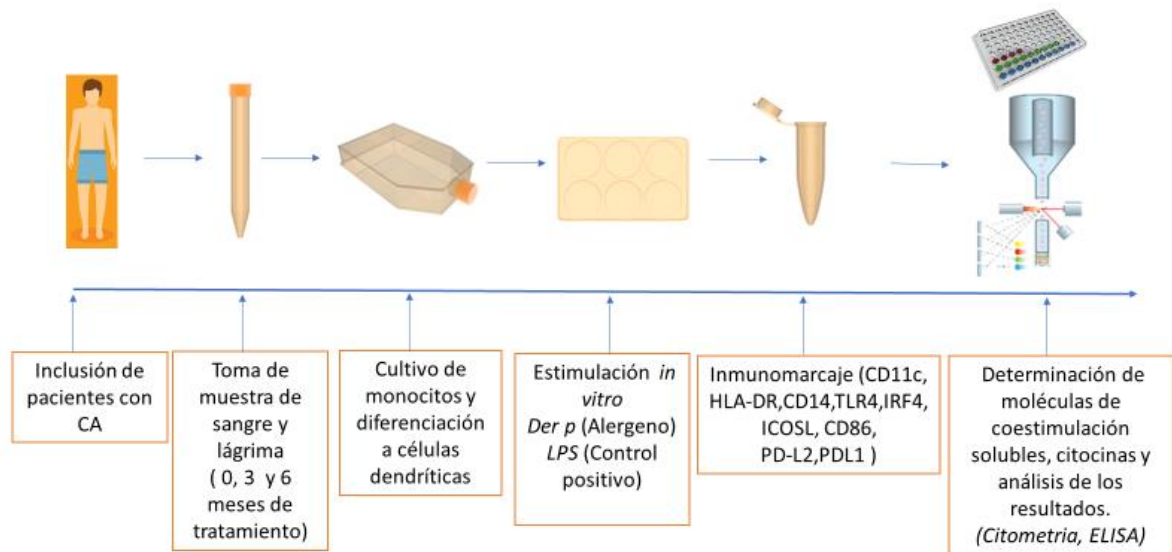 Inclusión de
pacientes con
CA
Toma de
muestra de
sangre y
lágrima
( 0, 3 y 6
meses de
tratamiento)
Cultivo de
monocitos y
diferenciación
a células
dendríticas
Estimulación in
vitro
Der p (Alergeno)
LPS (Control
positivo)
Inmunomarcaje (CD11c,
HLA-DR,CD14,TLR4,IRF4,
ICOSL, CD86,
PD-L2,PDL1 )
Determinación de
moléculas de
coestimulación
solubles, citocinas y
análisis de los
resultados.
(Citometria, ELISA)